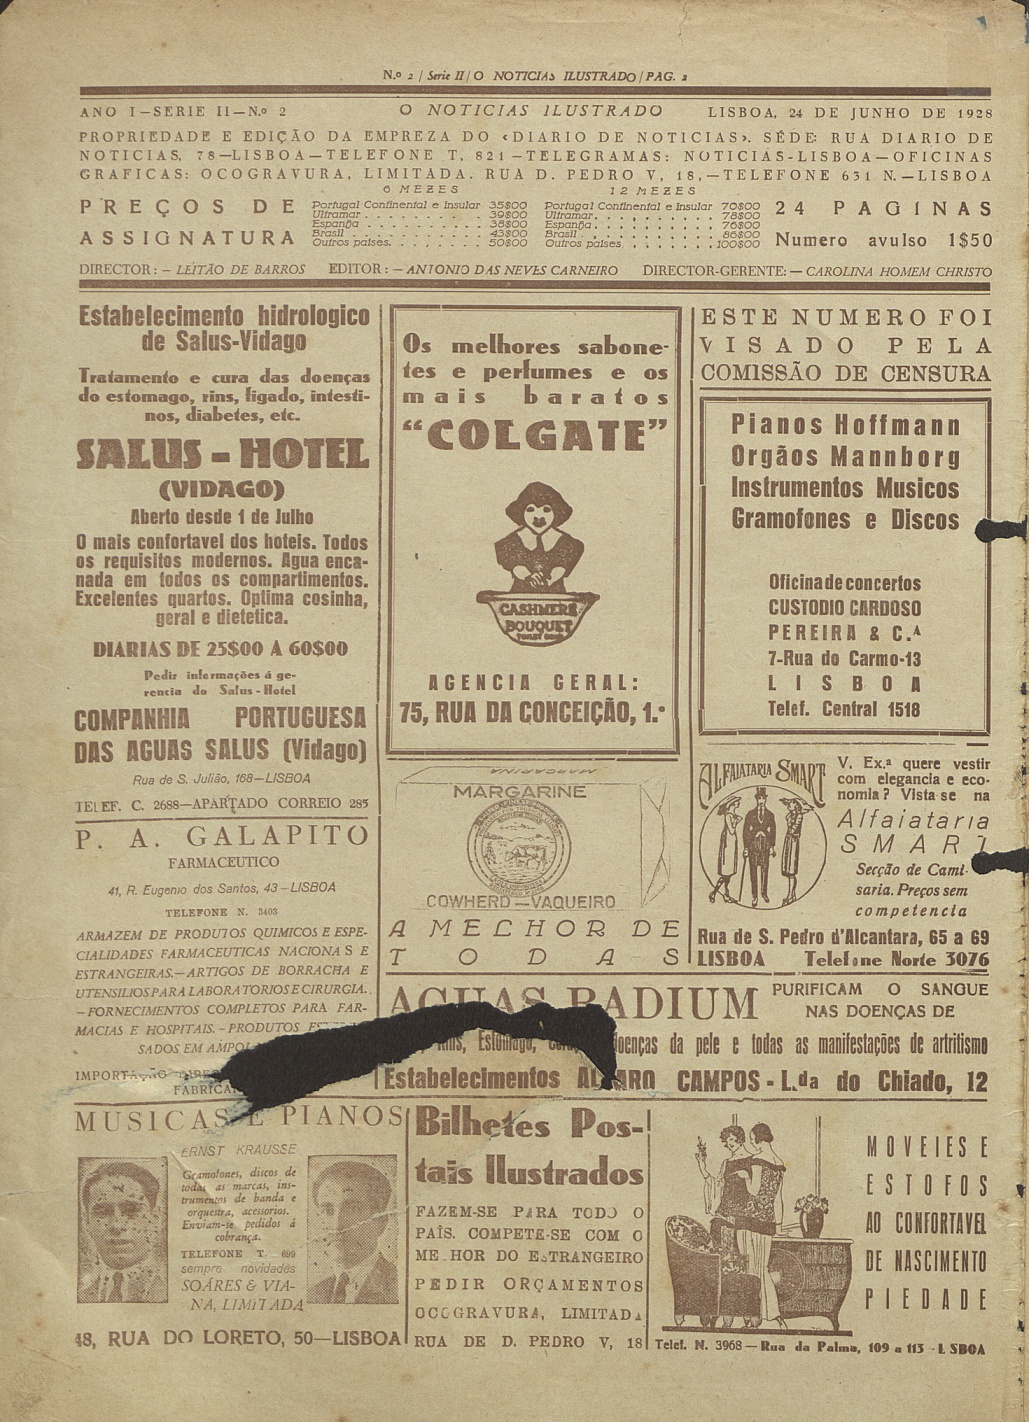 N.º 2 / Serie II / O NOTICIAS ILUSTRADO / PAG. 2
ANO I—SERIE II—N.º 2 O NOTICIAS ILUSTRADO LISBOA, 24 DE JUNHO DE 1928
PROPRIEDADE E EDIÇÃO DA EMPREZA DO «DIARIO DE NOTICIAS». SÉDE: RUA DIARIO DE
NOTICIAS, 78—LISBOA—TELEFONE T. 821—TELEGRAMAS: NOTICIAS-LISBOA—OFICINAS
GRAFICAS: OCOGRAVURA, LIMITADA. RUA D. PEDRO V, 18,—TELEFONE 631 N.—LISBOA
PREÇOS DE
ASSIGNATURA
6 MEZES
Portugal Continental e Insular 35$00
Ultramar . . . . . . . . . . . 39$00
Espanha . . . . . . . . . . . 38$00
Brasil . . . . . . . . . . . 43$00
Outros paises. . . . . . . . 50$00
12 MEZES
Portugal Continental e Insular 70$00
Ultramar. . . . . . . . . . . 78$00
Espanha . . . . . . . . . . . 76$00
Brasil . . . . . . . . . . . 86$00
Outros paises . . . . . . . . 100$00
24 PAGINAS
Numero avulso 1$50
DIRECTOR: — LEITÃO DE BARROS EDITOR: — ANTONIO DAS NEVES CARNEIRO DIRECTOR-GERENTE: — CAROLINA HOMEM CHRISTO
Estabelecimento hidrologico
de Salus-Vidago
Tratamento e cura das doenças
do estomago, rins, ligado, intesti-
nos, diabetes, etc.
SALUS - HOTEL
(VIDAGO)
Aberto desde 1 de Julho
O mais confortavel dos hoteis. Todos
os requisitos modernos. Agua enca-
nada em todos os compartimentos.
Excelentes quartos. Optima cosinha,
geral e dietetica.
DIARIAS DE 25$00 A 60$00
Pedir informações á ge-
rencia do Salus-Hotel
COMPANHIA PORTUGUESA
DAS AGUAS SALUS (Vidago)
Rua de S. Julião, 168—LISBOA
TELEF. C. 2688—APARTADO CORREIO 285
P. A. GALAPITO
FARMACEUTICO
41, R. Eugenio dos Santos, 43 — LISBOA
TELEFONE N. 3403
ARMAZEM DE PRODUTOS QUIMICOS E ESPE-
CIALIDADES FARMACEUTICAS NACIONA S E
ESTRANGEIRAS.—ARTIGOS DE BORRACHA E
UTENSILIOS PARA LABORATORIOS E CIRURGIA.
-FORNECIMENTOS COMPLETOS PARA FAR-
MACIAS E HOSPITAIS. - PRODUTOS
SADOS EM
Os melhores sabone-
tes e perfumes e os
mais baratos
“COLGATE”
CASHMERE
BOUQUET
AGENCIA GERAL:
75, RUA DA CONCEIÇÃO, 1.º
MARGARINE
MARGARINE
COWHERD—VAQUEIRO
A MELHOR DE
TODAS
ESTE NUMERO FOI
VISADO PELA
COMISSÃO DE CENSURA
Pianos Hoffmann
Orgãos Mannborg
Instrumentos Musicos
Gramofones e Discos
Oficina de concertos
CUSTODIO CARDOSO
PEREIRA & C.ª
7-Rua do Carmo-13
LISBOA
Telef. Central 1518
ALFAIATARIA SMART
V. Ex.ª quere vestir
com elegancia e eco-
nomia? Vista-se na
Alfaiataria
SMART
Secção de Cami-
saria. Preços sem
competencia
Rua de S. Pedro d'Alcantara, 65 a 69
LISBOA Telefone Norte 3076
AGUAS RADIUM PURIFICAM O SANGUE
NAS DOENÇAS DE
Rins, Estomago, doenças da pele e todas as manifestações de artritismo
Estabelecimentos ALVARO CAMPOS - L.da do Chiado, 12
MUSICAS E PIANOS
ERNST KRAUSSE
Gramofones, discos de
todas as marcas, ins-
trumentos de banda e
orquestra, acessorios.
Enviam-se pedidos á
cobrança.
TELEFONE T. 699
sempre novidades
SOARES & VIA-
NA, LIMITADA
48, RUA DO LORETO, 50—LISBOA
Bilhetes Pos-
tais Ilustrados
FAZEM-SE PARA TODO O
PAÍS. COMPETE-SE COM O
ME HOR DO ESTRANGEIRO
PEDIR ORÇAMENTOS
OCOGRAVURA, LIMITADA
RUA DE D. PEDRO V, 18
MOVEIS E
ESTOFOS
AO CONFORTAVEL
DE NASCIMENTO
PIEDADE
Telef. N. 3968—Rua da Palma, 109 a 113 - L SBOA